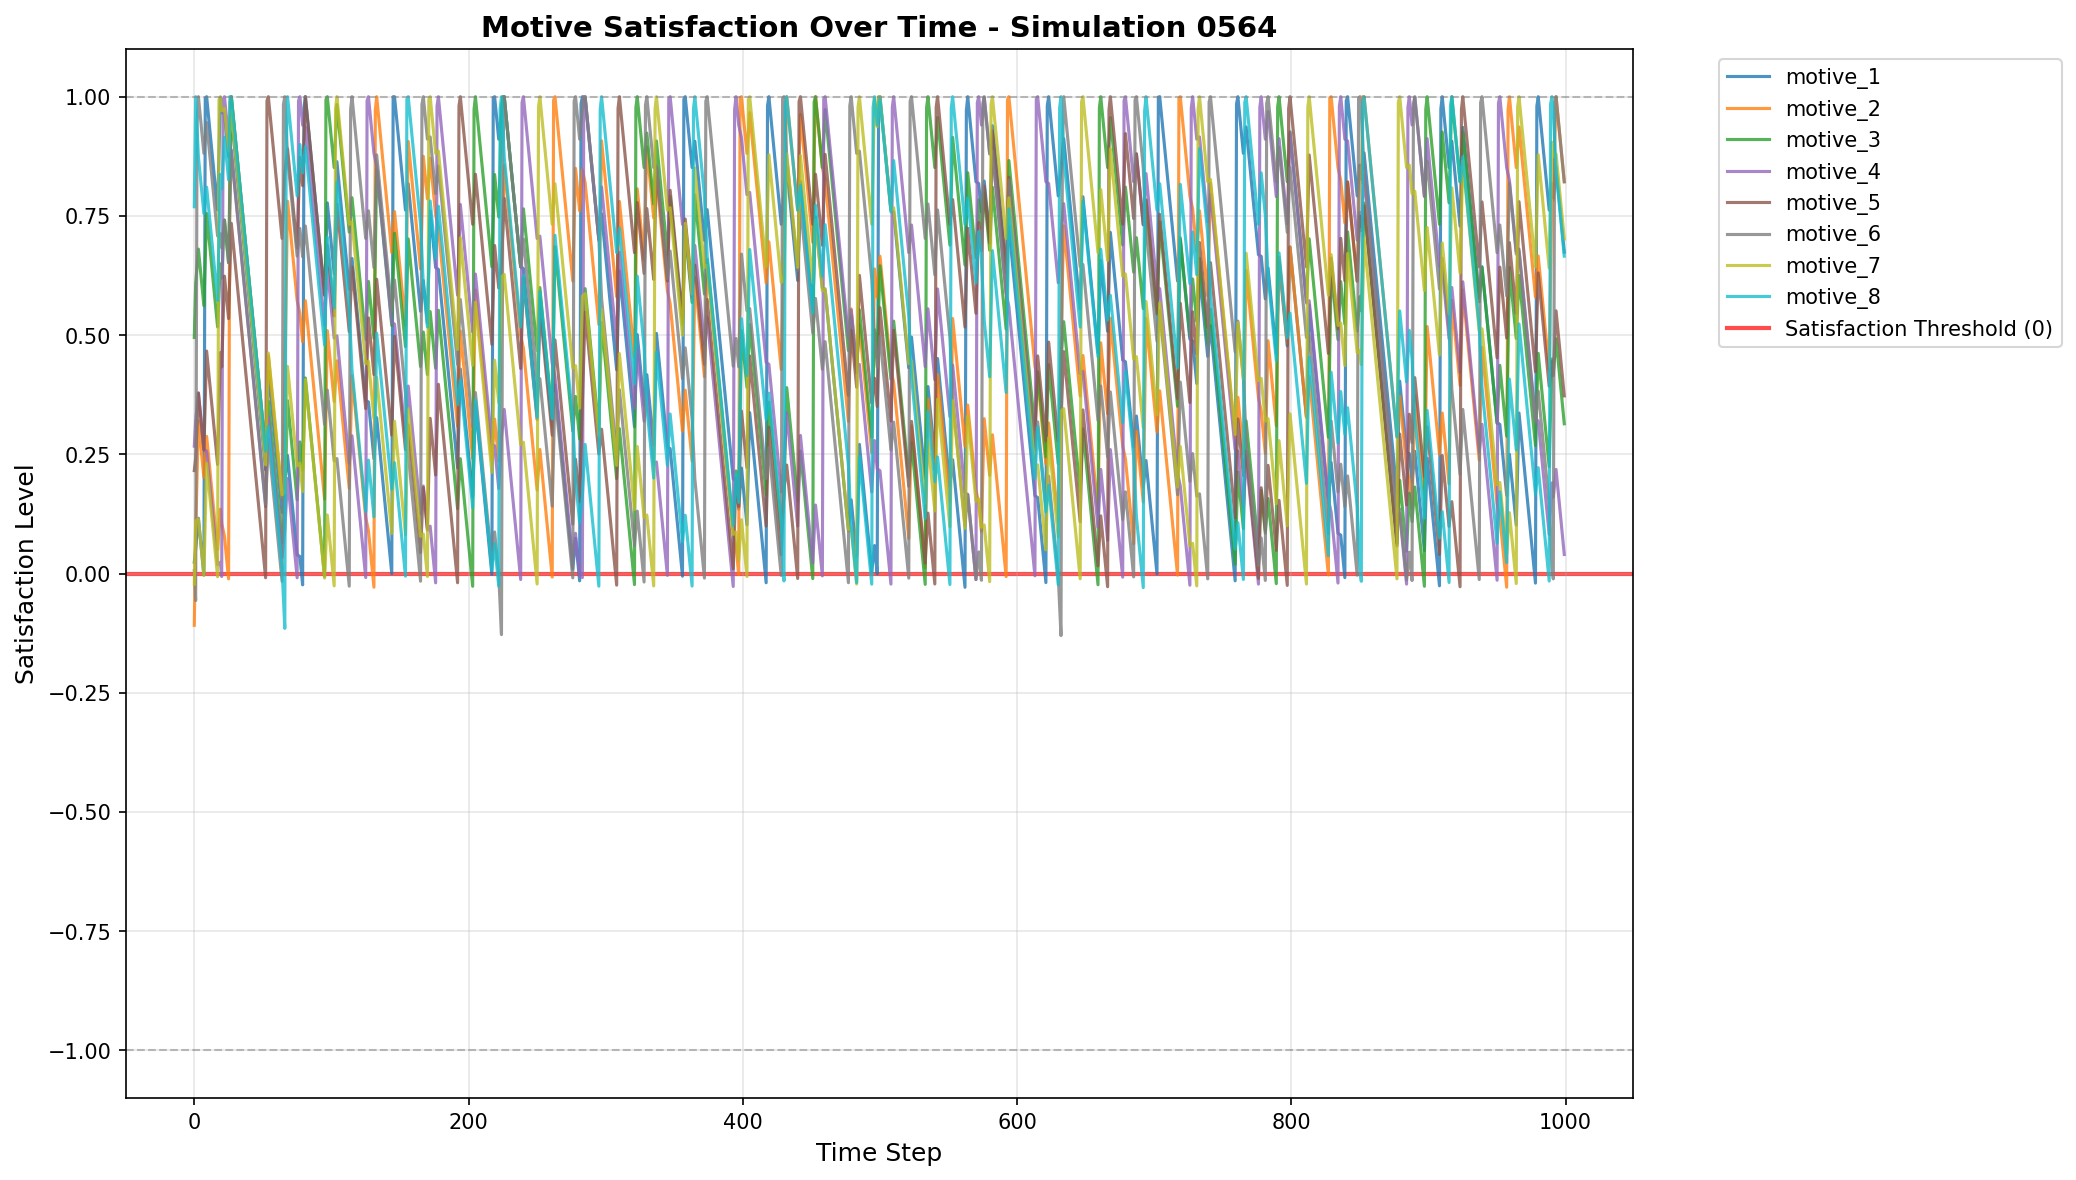 Motive Satisfaction Over Time - Simulation 0564
1.00
0.75
0.50
0.25
0.00
−0.25
−0.50
−0.75
−1.00
Satisfaction Level
0
200
400
600
800
1000
Time Step
motive_1
motive_2
motive_3
motive_4
motive_5
motive_6
motive_7
motive_8
Satisfaction Threshold (0)